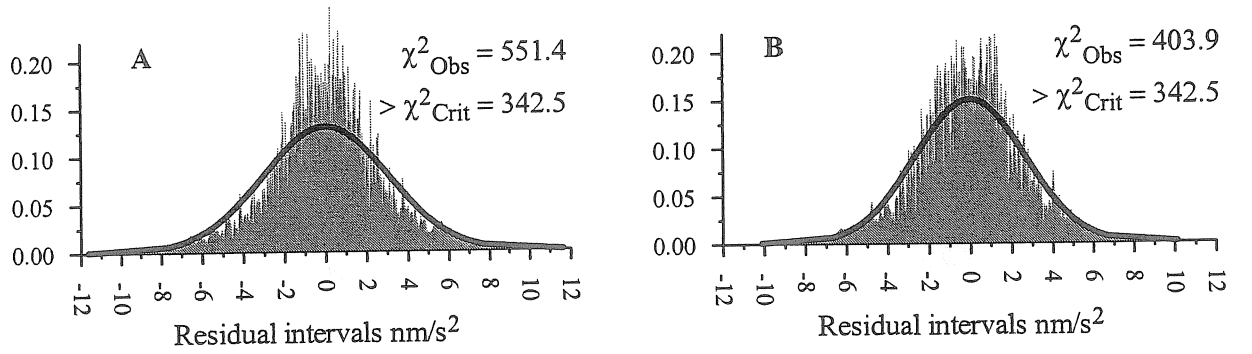 A
χ²Obs = 551.4
> χ²Crit = 342.5
0.20
0.15
0.10
0.05
0.00
-12 -10 -8 -6 -4 -2 0 2 4 6 8 10 12
Residual intervals nm/s²
B
χ²Obs = 403.9
> χ²Crit = 342.5
0.20
0.15
0.10
0.05
0.00
-12 -10 -8 -6 -4 -2 0 2 4 6 8 10 12
Residual intervals nm/s²